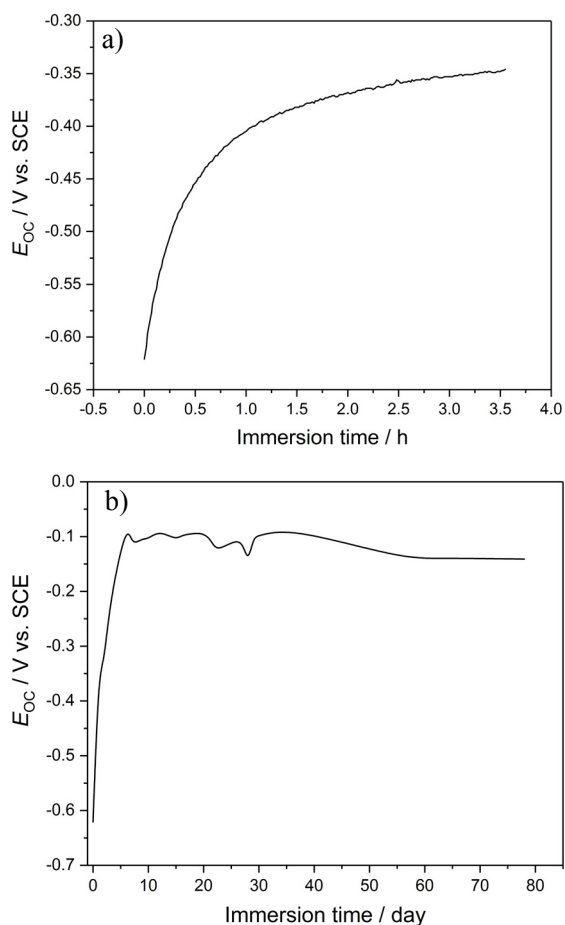 a)
-0.30
-0.35
-0.40
-0.45
-0.50
-0.55
-0.60
-0.65
E_OC / V vs. SCE
-0.5 0.0 0.5 1.0 1.5 2.0 2.5 3.0 3.5 4.0
Immersion time / h
b)
0.0
-0.1
-0.2
-0.3
-0.4
-0.5
-0.6
-0.7
E_OC / V vs. SCE
0 10 20 30 40 50 60 70 80
Immersion time / day